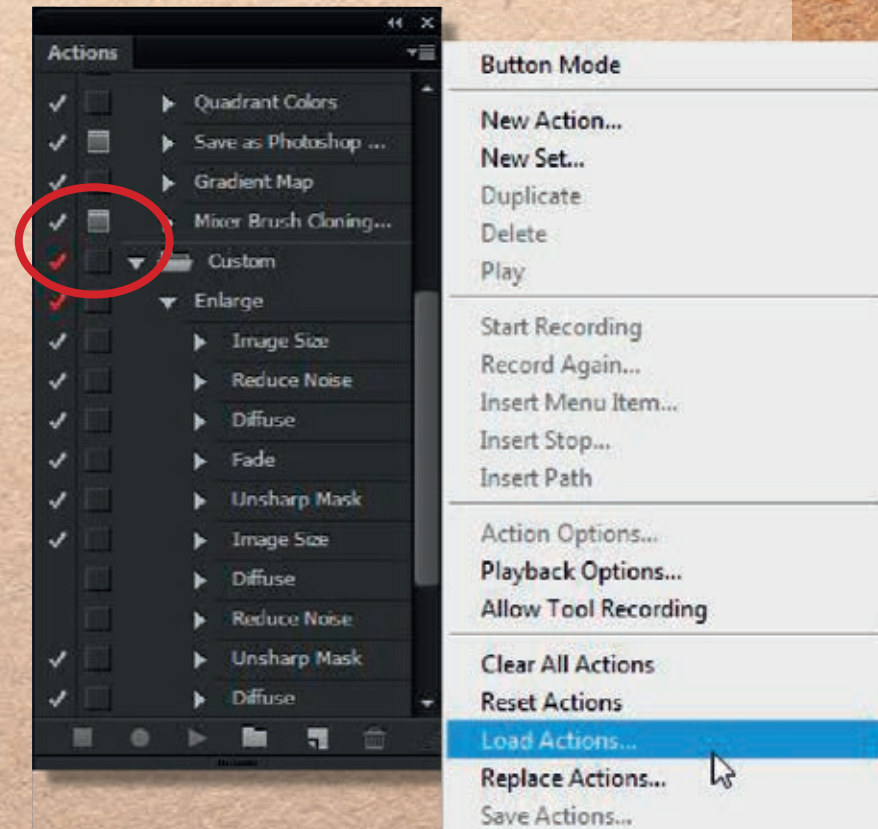 Actions
Quadrant Colors
Save as Photoshop ...
Gradient Map
Mixer Brush Cloning...
Custom
Enlarge
Image Size
Reduce Noise
Diffuse
Fade
Unsharp Mask
Image Size
Diffuse
Reduce Noise
Unsharp Mask
Diffuse
Button Mode
New Action...
New Set...
Duplicate
Delete
Play
Start Recording
Record Again...
Insert Menu Item...
Insert Stop...
Insert Path
Action Options...
Playback Options...
Allow Tool Recording
Clear All Actions
Reset Actions
Load Actions...
Replace Actions...
Save Actions...